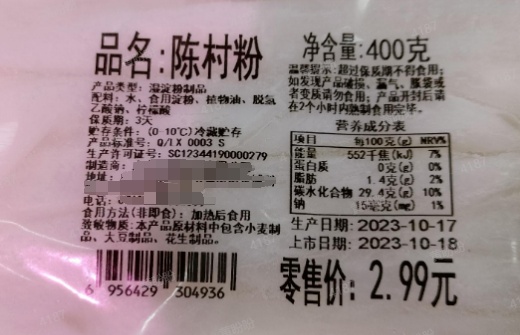 品名:陈村粉
产品类型: 湿淀粉制品
配料: 水、食用淀粉、植物油、脱氢
乙酸钠、柠檬酸
保质期: 3天
贮存条件: (0-10℃)冷藏贮存
产品标准号: Q/1X 0003 S
生产许可证号: SC12344190000279
制造商:
地址:
电话:
食用方法(非即食): 加热后食用
致敏物质: 本产品原材料中包含小麦制
品、大豆制品、花生制品。
6 956429 304936
净含量:400克
温馨提示: 超过保质期不得食用;
如发现产品破损、漏气、胀袋或
者变质请勿食用; 产品开封后请
在2个小时内熟制食用完毕。
营养成分表
项目 每100克(g) NRV%
能量 552千焦(kJ) 7%
蛋白质 0克(g) 0%
脂肪 1.4克(g) 2%
碳水化合物 29.4克(g) 10%
钠 15毫克(mg) 1%
生产日期: 2023-10-17
上市日期: 2023-10-18
零售价: 2.99元